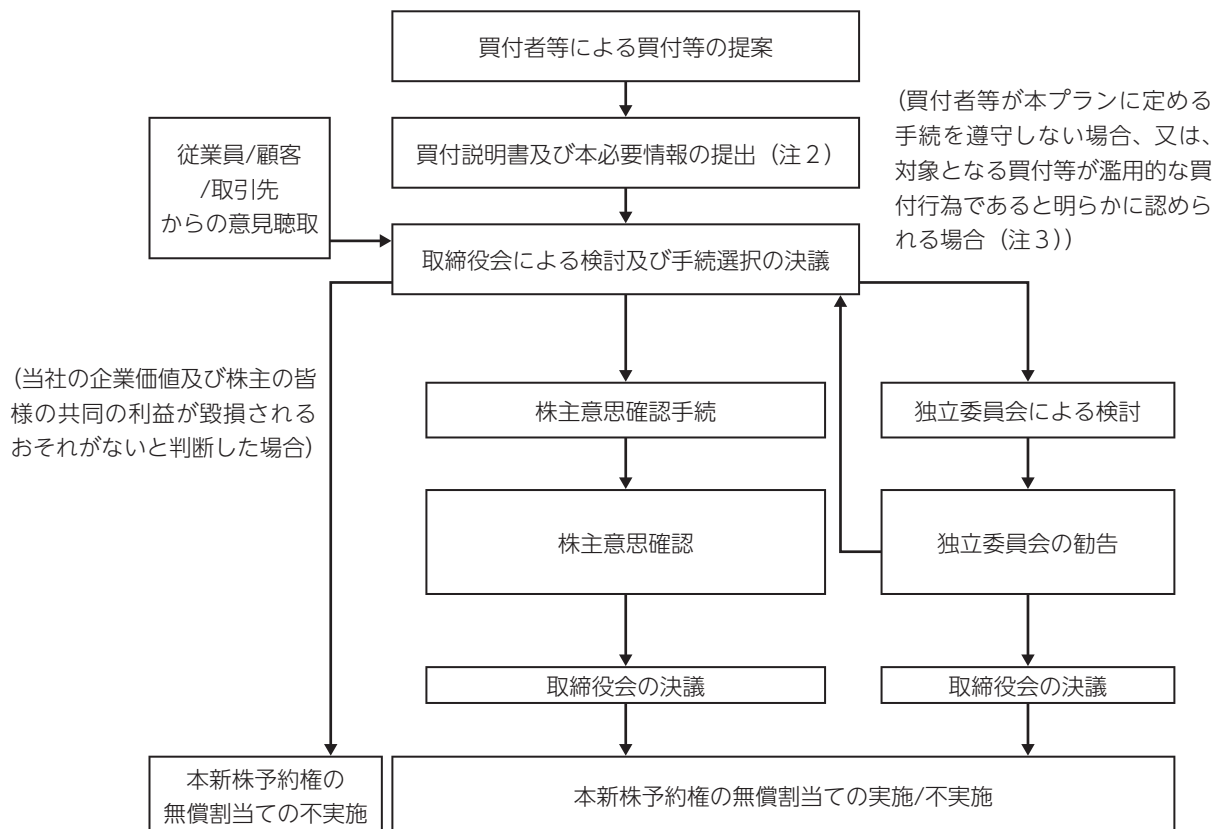 買付者等による買付等の提案
(買付者等が本プランに定める
手続を遵守しない場合、又は、
対象となる買付等が濫用的な買
付行為であると明らかに認めら
れる場合（注３）)
従業員/顧客
/取引先
からの意見聴取
買付説明書及び本必要情報の提出（注２）
取締役会による検討及び手続選択の決議
(当社の企業価値及び株主の皆
様の共同の利益が毀損される
おそれがないと判断した場合)
株主意思確認手続
独立委員会による検討
株主意思確認
独立委員会の勧告
取締役会の決議
取締役会の決議
本新株予約権の
無償割当ての不実施
本新株予約権の無償割当ての実施/不実施